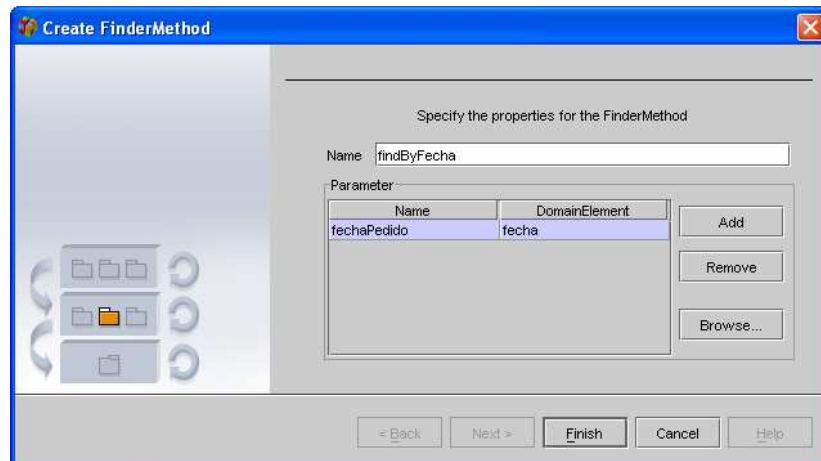 Create FinderMethod
Specify the properties for the FinderMethod
Name findByFecha
Parameter
Name DomainElement
fechaPedido fecha
Add
Remove
Browse...
< Back Next > Finish Cancel Help